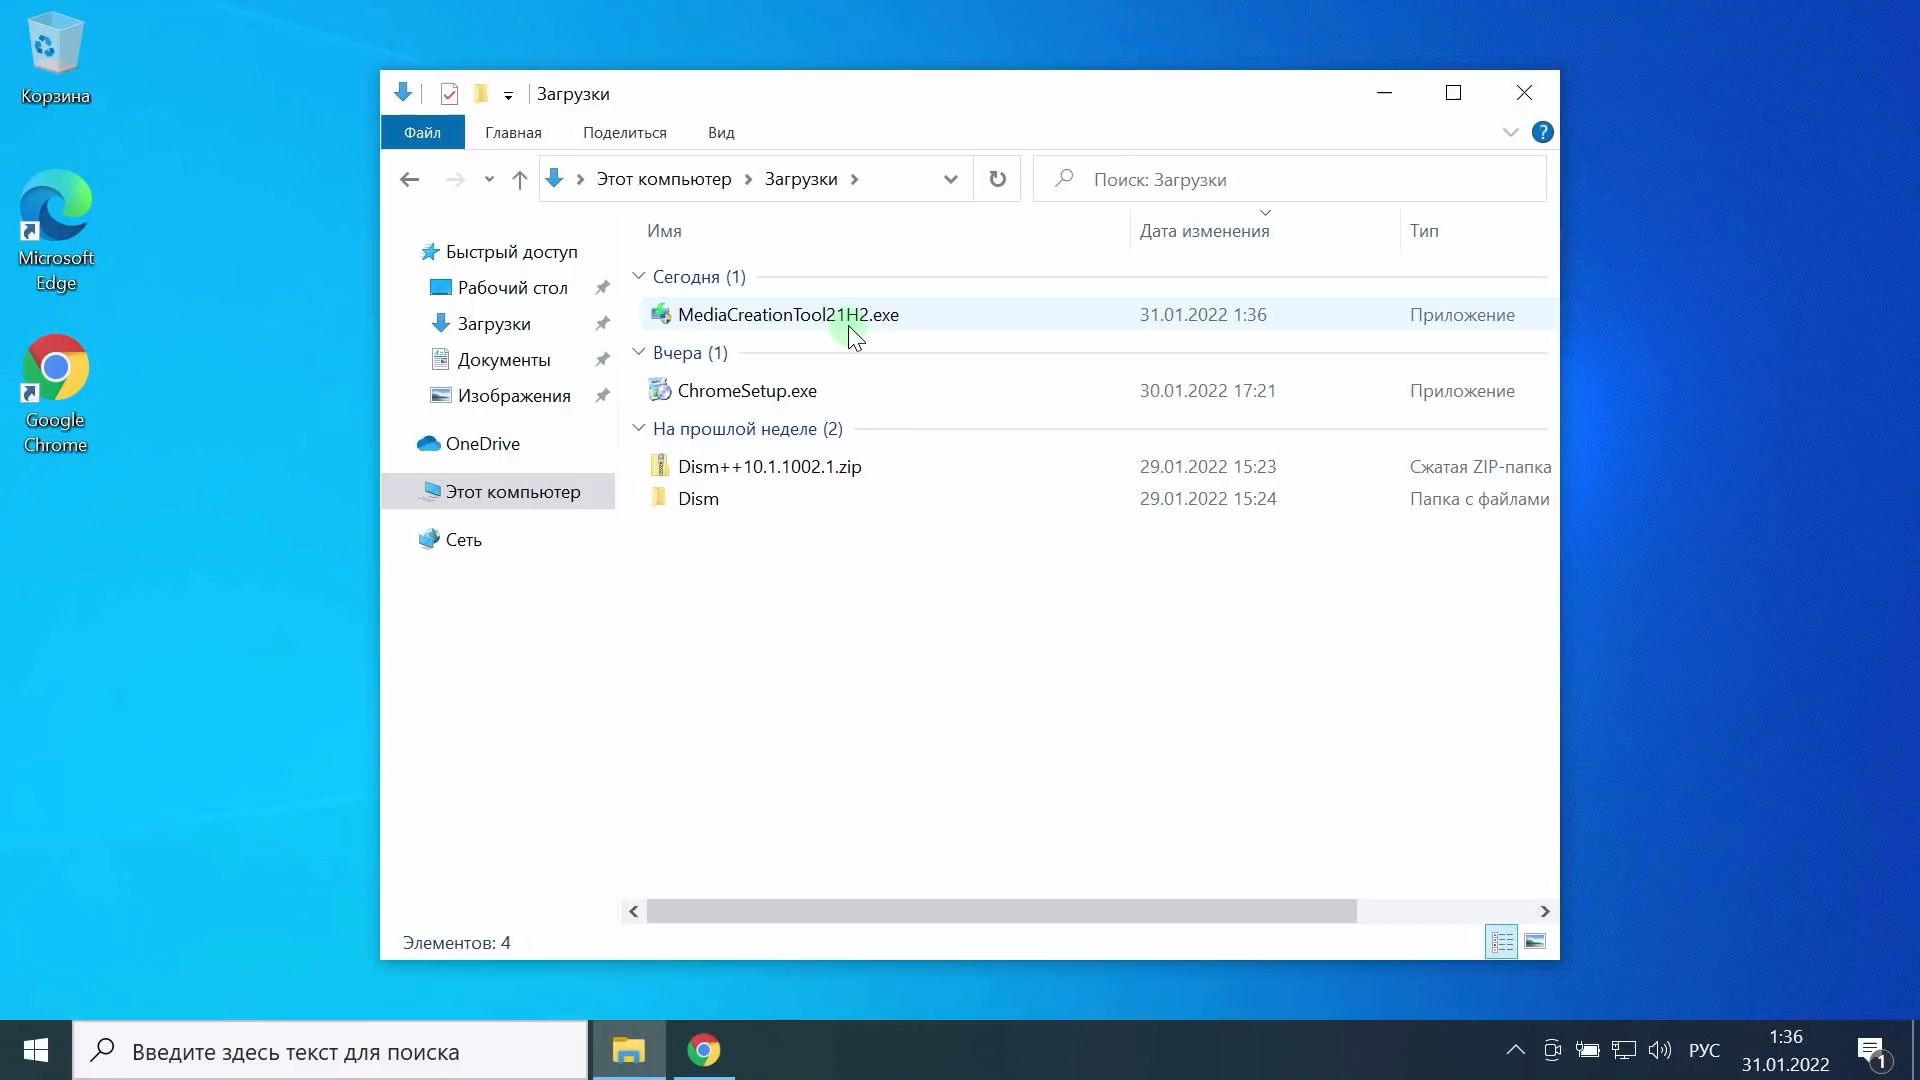 Корзина
Microsoft
Edge
Google
Chrome
Загрузки
Файл
Главная
Поделиться
Вид
Этот компьютер
Загрузки
Поиск: Загрузки
Быстрый доступ
Рабочий стол
Загрузки
Документы
Изображения
OneDrive
Этот компьютер
Сеть
Имя
Дата изменения
Тип
Сегодня (1)
MediaCreationTool21H2.exe
31.01.2022 1:36
Приложение
Вчера (1)
ChromeSetup.exe
30.01.2022 17:21
Приложение
На прошлой неделе (2)
Dism++10.1.1002.1.zip
29.01.2022 15:23
Сжатая ZIP-папка
Dism
29.01.2022 15:24
Папка с файлами
Элементов: 4
Введите здесь текст для поиска
РУС
1:36
31.01.2022
1